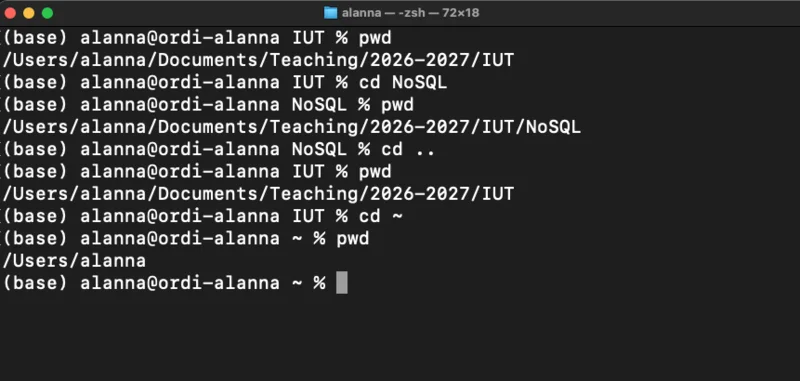 alanna — -zsh — 72×18
(base) alanna@ordi-alanna IUT % pwd
/Users/alanna/Documents/Teaching/2026-2027/IUT
(base) alanna@ordi-alanna IUT % cd NoSQL
(base) alanna@ordi-alanna NoSQL % pwd
/Users/alanna/Documents/Teaching/2026-2027/IUT/NoSQL
(base) alanna@ordi-alanna NoSQL % cd ..
(base) alanna@ordi-alanna IUT % pwd
/Users/alanna/Documents/Teaching/2026-2027/IUT
(base) alanna@ordi-alanna IUT % cd ~
(base) alanna@ordi-alanna ~ % pwd
/Users/alanna
(base) alanna@ordi-alanna ~ %